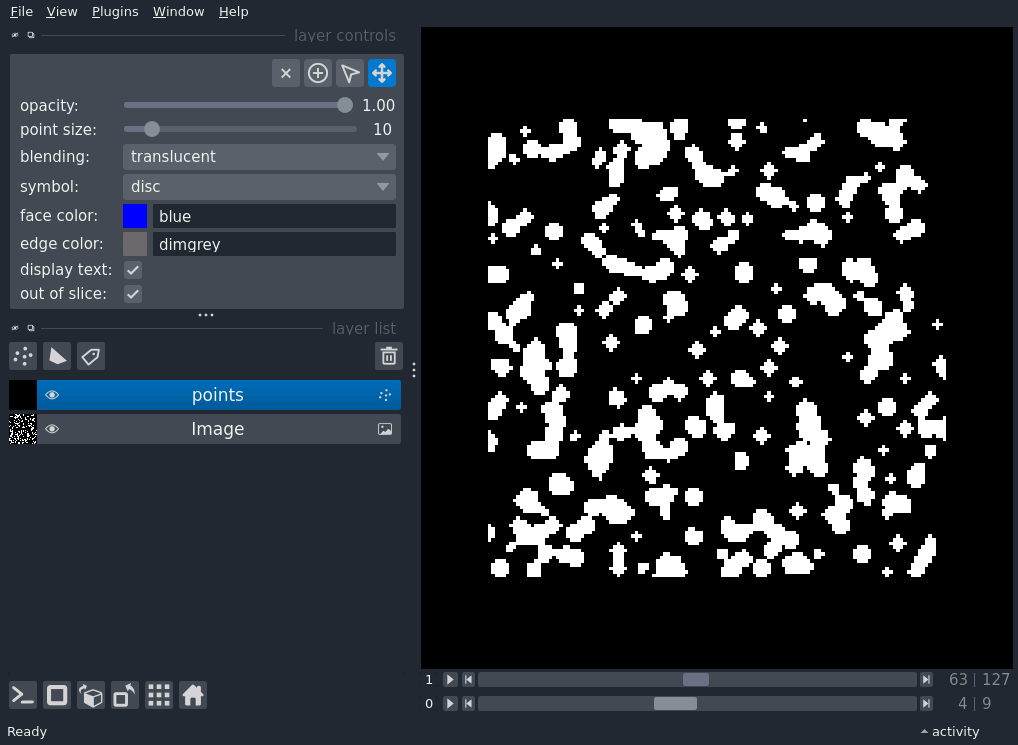 File View Plugins Window Help
layer controls
opacity: 1.00
point size: 10
blending: translucent
symbol: disc
face color: blue
edge color: dimgrey
display text:
out of slice:
layer list
points
Image
1 63 | 127
0 4 | 9
Ready activity